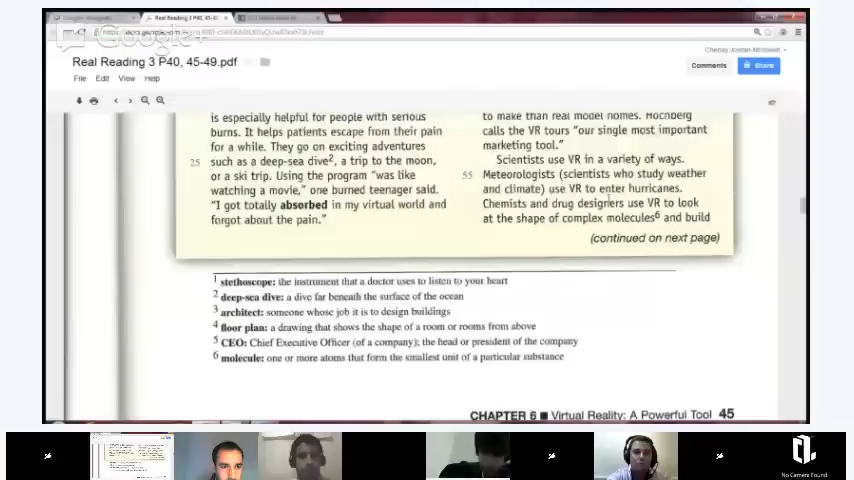 Real Reading 3 P40, 45-
Google+
Real Reading 3 P40, 45-49.pdf
Comments
Share
File Edit View Help
is especially helpful for people with serious
burns. It helps patients escape from their pain
for a while. They go on exciting adventures
25 such as a deep-sea dive², a trip to the moon,
or a ski trip. Using the program “was like
watching a movie,” one burned teenager said.
“I got totally absorbed in my virtual world and
forgot about the pain.”
to make than real model homes. Hochberg
calls the VR tours “our single most important
marketing tool.”
Scientists use VR in a variety of ways.
55 Meteorologists (scientists who study weather
and climate) use VR to enter hurricanes.
Chemists and drug designers use VR to look
at the shape of complex molecules⁶ and build
(continued on next page)
¹ stethoscope: the instrument that a doctor uses to listen to your heart
² deep-sea dive: a dive far beneath the surface of the ocean
³ architect: someone whose job it is to design buildings
⁴ floor plan: a drawing that shows the shape of a room or rooms from above
⁵ CEO: Chief Executive Officer (of a company); the head or president of the company
⁶ molecule: one or more atoms that form the smallest unit of a particular substance
CHAPTER 6 ■ Virtual Reality: A Powerful Tool 45
No Camera Found